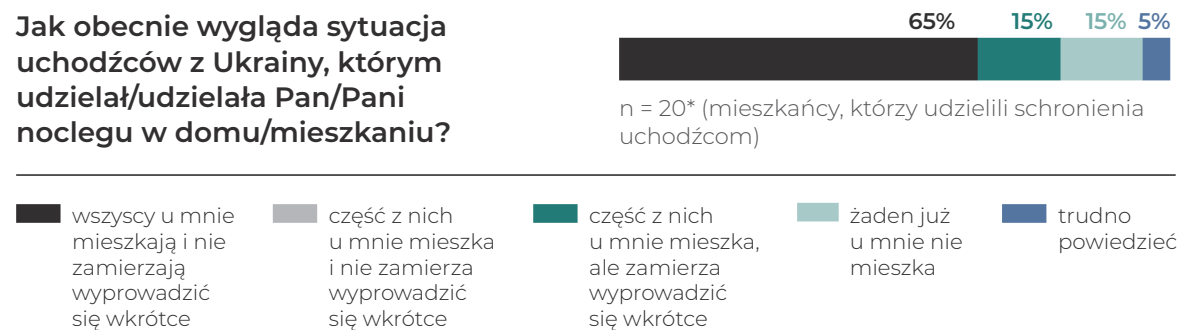 Jak obecnie wygląda sytuacja
uchodźców z Ukrainy, którym
udzielał/udzielała Pan/Pani
noclegu w domu/mieszkaniu?
65% 15% 15% 5%
n = 20* (mieszkańcy, którzy udzielili schronienia
uchodźcom)
wszyscy u mnie
mieszkają i nie
zamierzają
wyprowadzić
się wkrótce
część z nich
u mnie mieszka
i nie zamierza
wyprowadzić
się wkrótce
część z nich
u mnie mieszka,
ale zamierza
wyprowadzić
się wkrótce
żaden już
u mnie nie
mieszka
trudno
powiedzieć